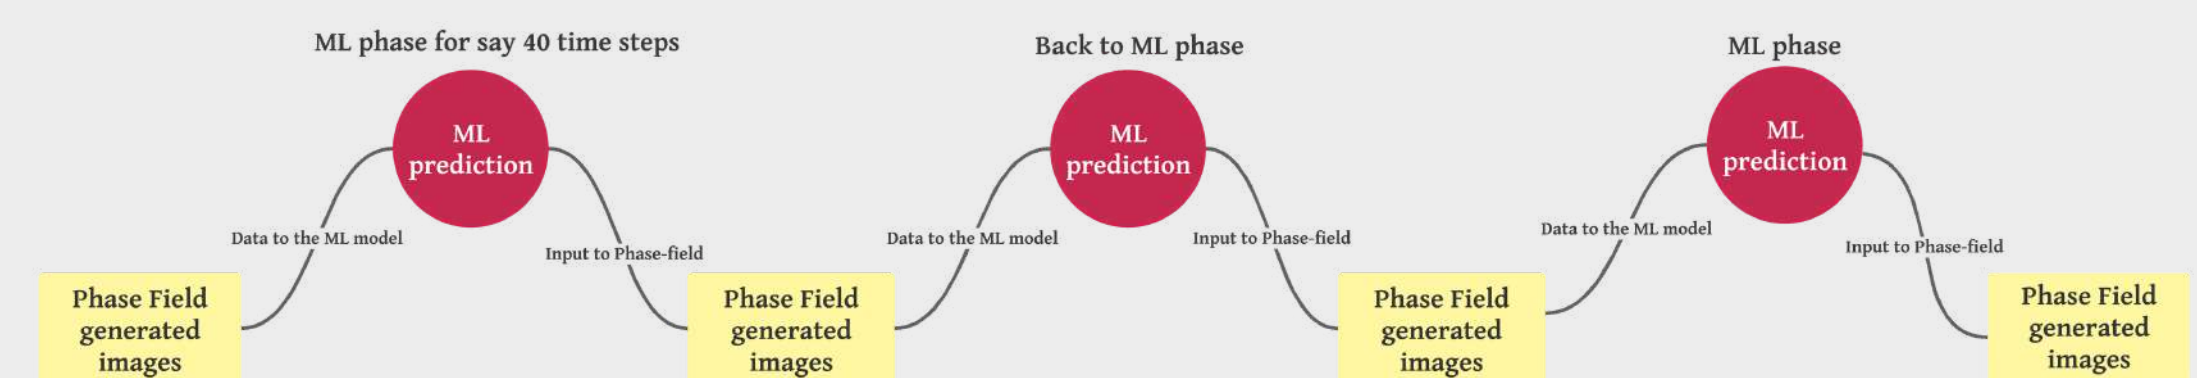 ML phase for say 40 time steps
Back to ML phase
ML phase
ML
prediction
ML
prediction
ML
prediction
Data to the ML model
Input to Phase-field
Data to the ML model
Input to Phase-field
Data to the ML model
Input to Phase-field
Phase Field
generated
images
Phase Field
generated
images
Phase Field
generated
images
Phase Field
generated
images